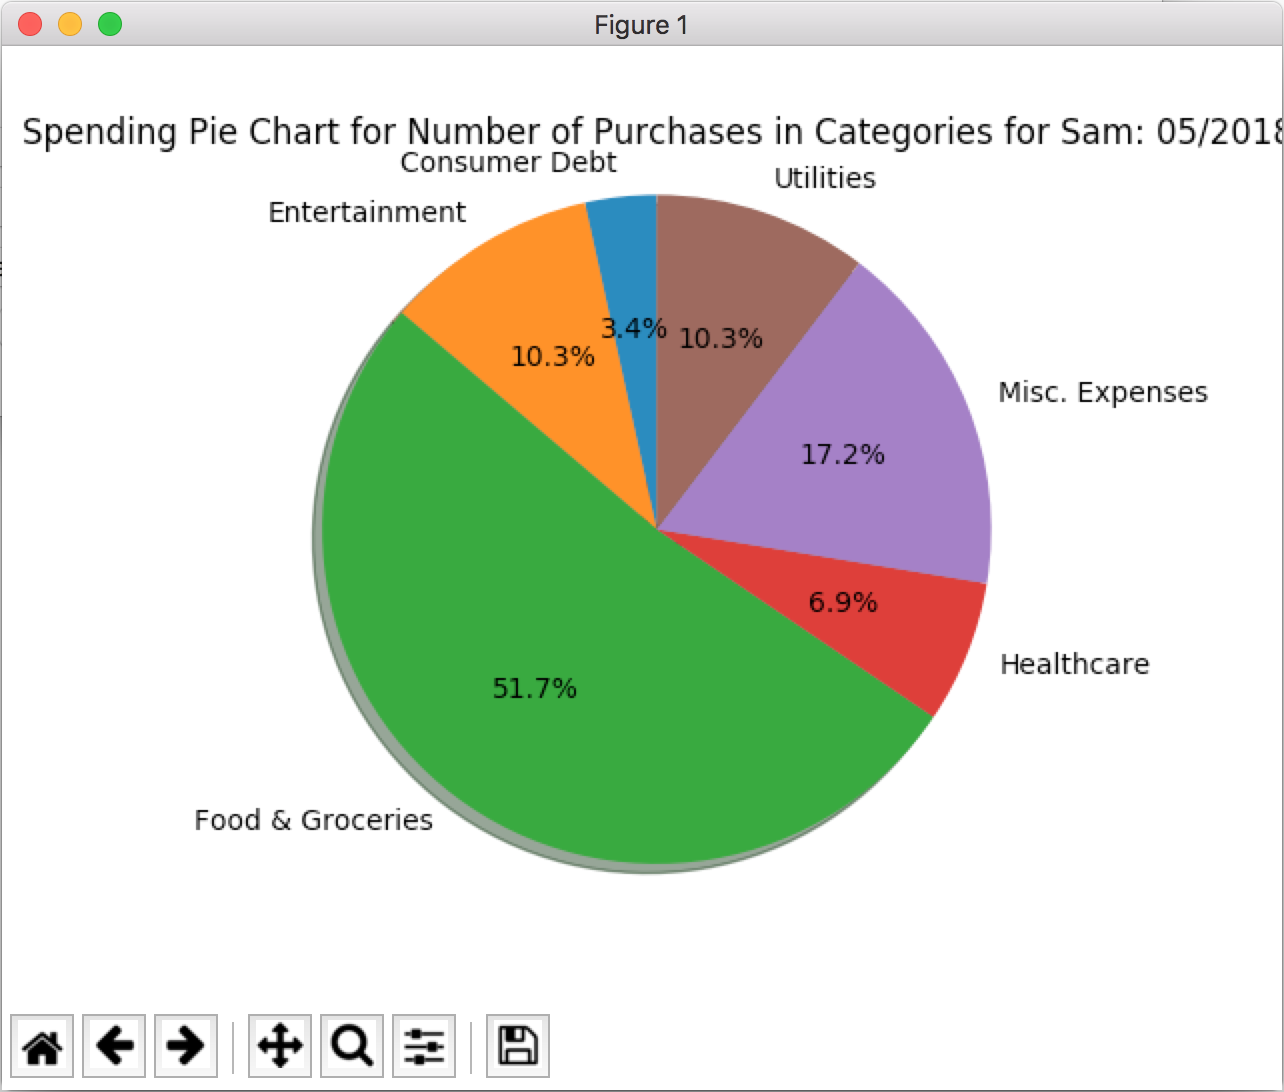 Figure 1
Spending Pie Chart for Number of Purchases in Categories for Sam: 05/2018
Consumer Debt
Utilities
Entertainment
3.4%
10.3%
10.3%
Misc. Expenses
17.2%
6.9%
Healthcare
51.7%
Food & Groceries